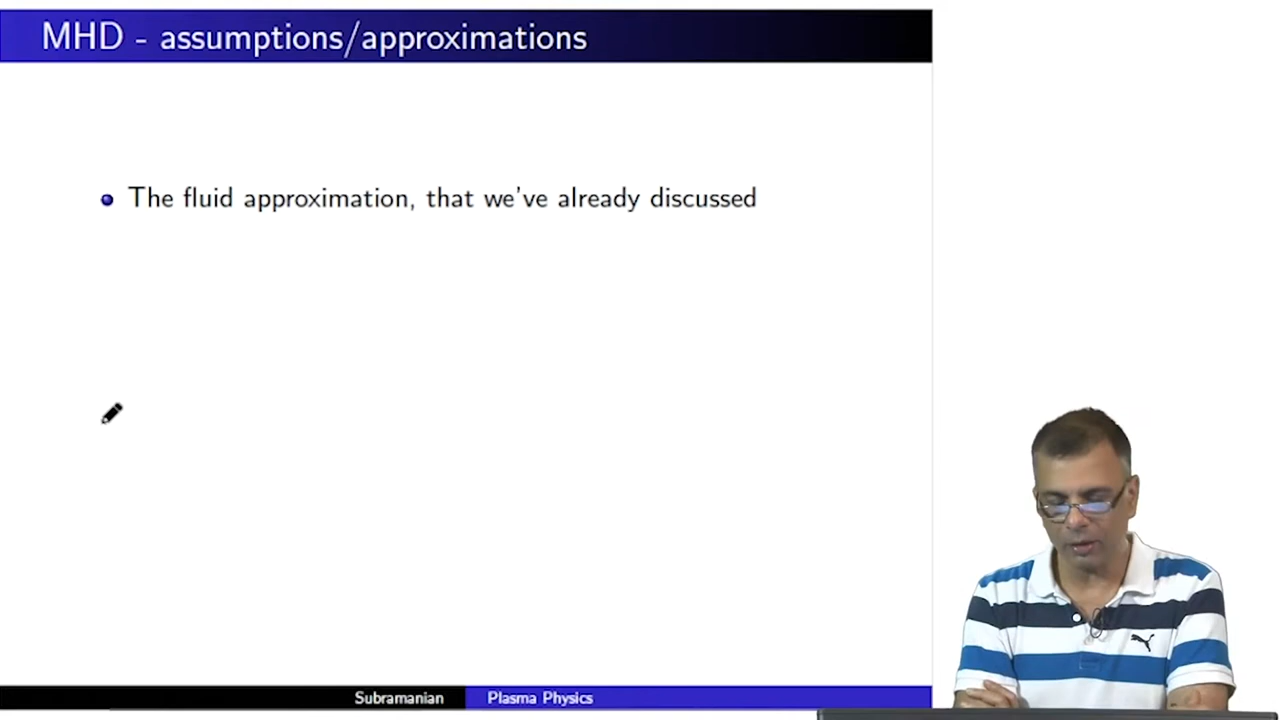 MHD - assumptions/approximations
The fluid approximation, that we've already discussed
Subramanian
Plasma Physics